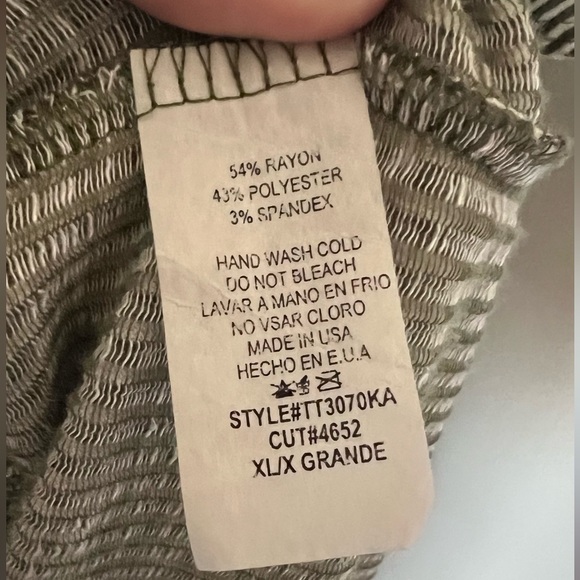 54% RAYON
43% POLYESTER
3% SPANDEX
HAND WASH COLD
DO NOT BLEACH
LAVAR A MANO EN FRIO
NO VSAR CLORO
MADE IN USA
HECHO EN E.U.A
STYLE#TT3070KA
CUT#4652
XL/X GRANDE